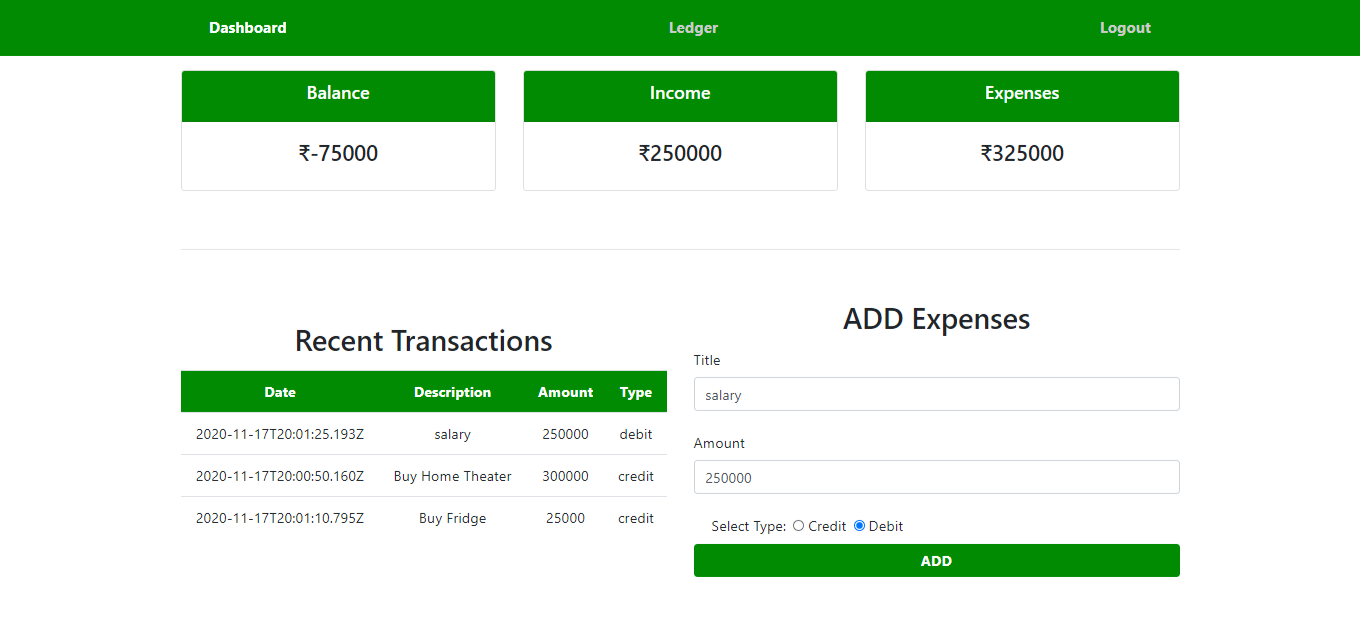 Dashboard Ledger Logout
Balance Income Expenses
₹-75000 ₹250000 ₹325000
Recent Transactions
Date Description Amount Type
2020-11-17T20:01:25.193Z salary 250000 debit
2020-11-17T20:00:50.160Z Buy Home Theater 300000 credit
2020-11-17T20:01:10.795Z Buy Fridge 25000 credit
ADD Expenses
Title
salary
Amount
250000
Select Type: Credit Debit
ADD